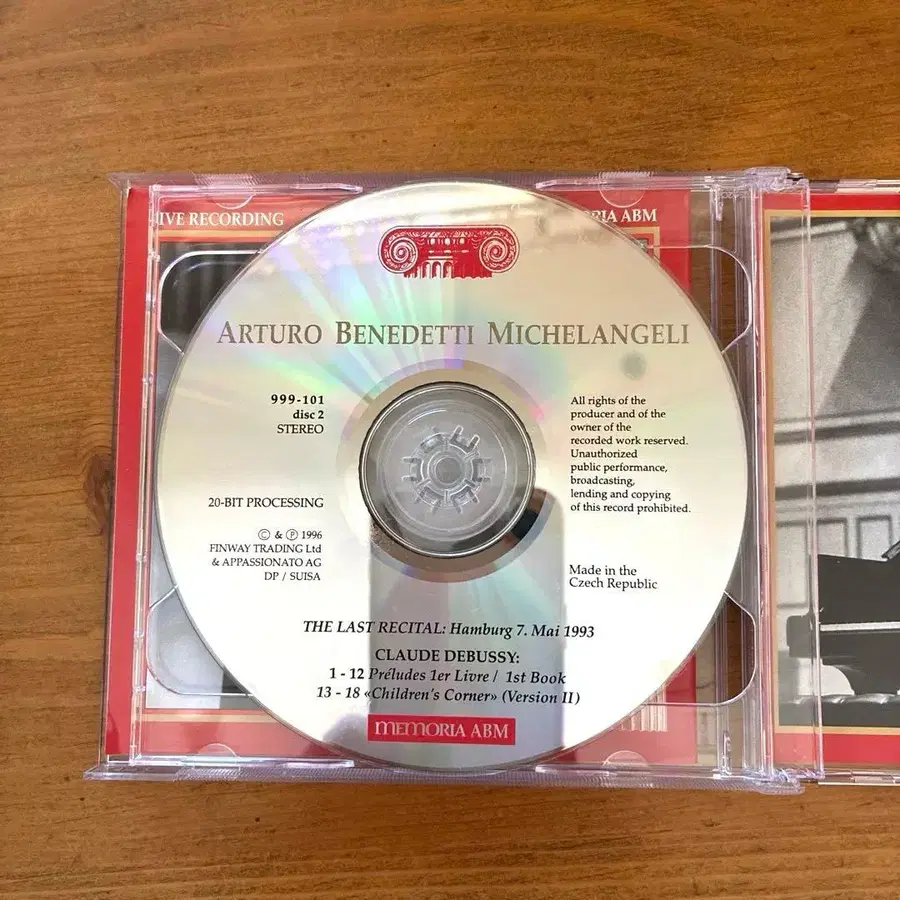 IVE RECORDING
RIA ABM
ARTURO BENEDETTI MICHELANGELI
999-101
disc 2
STEREO
20-BIT PROCESSING
© & ℗ 1996
FINWAY TRADING Ltd
& APPASSIONATO AG
DP / SUISA
All rights of the
producer and of the
owner of the
recorded work reserved.
Unauthorized
public performance,
broadcasting,
lending and copying
of this record prohibited.
Made in the
Czech Republic
THE LAST RECITAL: Hamburg 7. Mai 1993
CLAUDE DEBUSSY:
1 - 12 Préludes 1er Livre / 1st Book
13 - 18 «Children's Corner» (Version II)
MEMORIA ABM